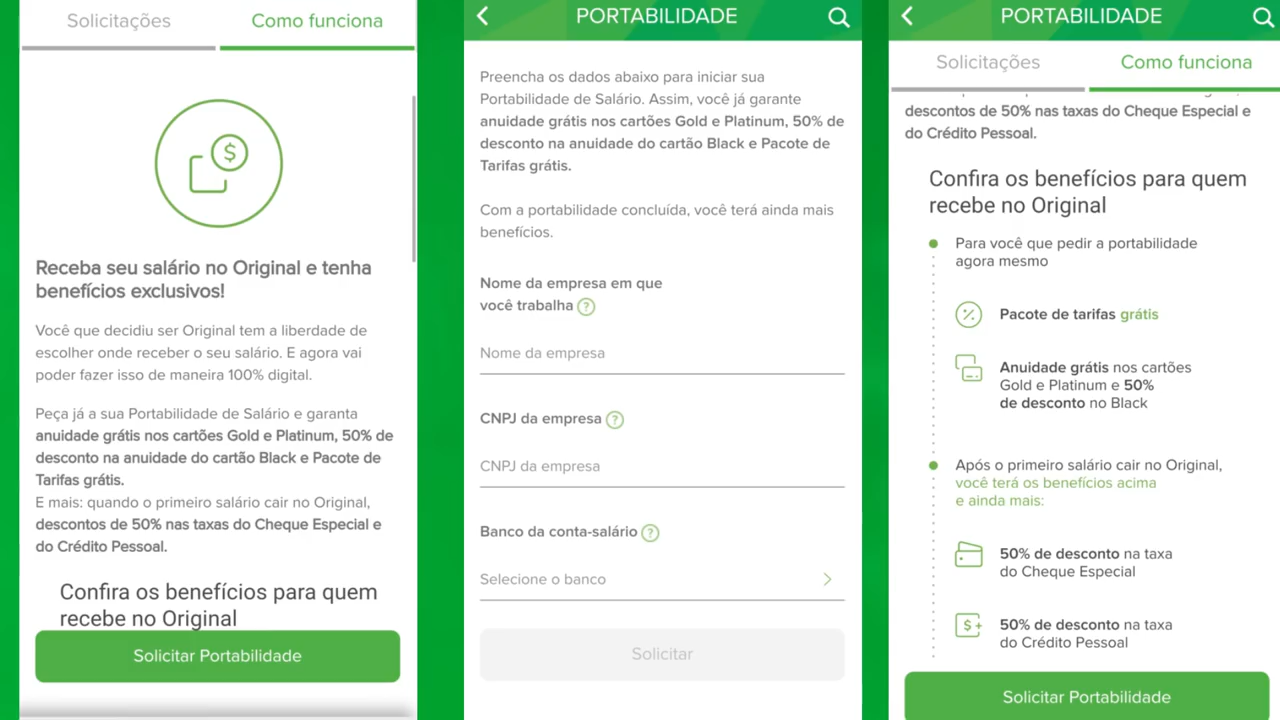 Solicitações
Como funciona
$
Receba seu salário no Original e tenha
benefícios exclusivos!
Você que decidiu ser Original tem a liberdade de
escolher onde receber o seu salário. E agora vai
poder fazer isso de maneira 100% digital.
Peça já a sua Portabilidade de Salário e garanta
anuidade grátis nos cartões Gold e Platinum, 50% de
desconto na anuidade do cartão Black e Pacote de
Tarifas grátis.
E mais: quando o primeiro salário cair no Original,
descontos de 50% nas taxas do Cheque Especial e
do Crédito Pessoal.
Confira os benefícios para quem
recebe no Original
Solicitar Portabilidade
PORTABILIDADE
Preencha os dados abaixo para iniciar sua
Portabilidade de Salário. Assim, você já garante
anuidade grátis nos cartões Gold e Platinum, 50% de
desconto na anuidade do cartão Black e Pacote de
Tarifas grátis.
Com a portabilidade concluída, você terá ainda mais
benefícios.
Nome da empresa em que
você trabalha ?
Nome da empresa
CNPJ da empresa ?
CNPJ da empresa
Banco da conta-salário ?
Selecione o banco
Solicitar
PORTABILIDADE
Solicitações
Como funciona
descontos de 50% nas taxas do Cheque Especial e
do Crédito Pessoal.
Confira os benefícios para quem
recebe no Original
Para você que pedir a portabilidade
agora mesmo
Pacote de tarifas grátis
Anuidade grátis nos cartões
Gold e Platinum e 50%
de desconto no Black
Após o primeiro salário cair no Original,
você terá os benefícios acima
e ainda mais:
50% de desconto na taxa
do Cheque Especial
$+
50% de desconto na taxa
do Crédito Pessoal
Solicitar Portabilidade